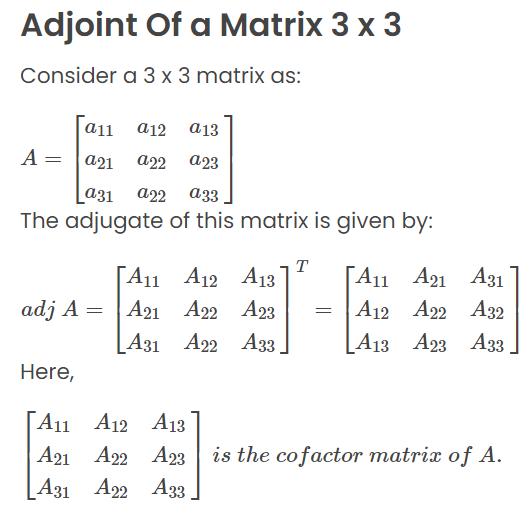 Adjoint Of a Matrix 3 x 3
Consider a 3 x 3 matrix as:
a₁₁ a₁₂ a₁₃
A = a₂₁ a₂₂ a₂₃
a₃₁ a₂₂ a₃₃
The adjugate of this matrix is given by:
[A₁₁ A₁₂ A₁₃]ᵀ [A₁₁ A₂₁ A₃₁]
adj A = [A₂₁ A₂₂ A₂₃] = [A₁₂ A₂₂ A₃₂]
[A₃₁ A₂₂ A₃₃] [A₁₃ A₂₃ A₃₃]
Here,
[A₁₁ A₁₂ A₁₃]
[A₂₁ A₂₂ A₂₃] is the cofactor matrix of A.
[A₃₁ A₂₂ A₃₃]